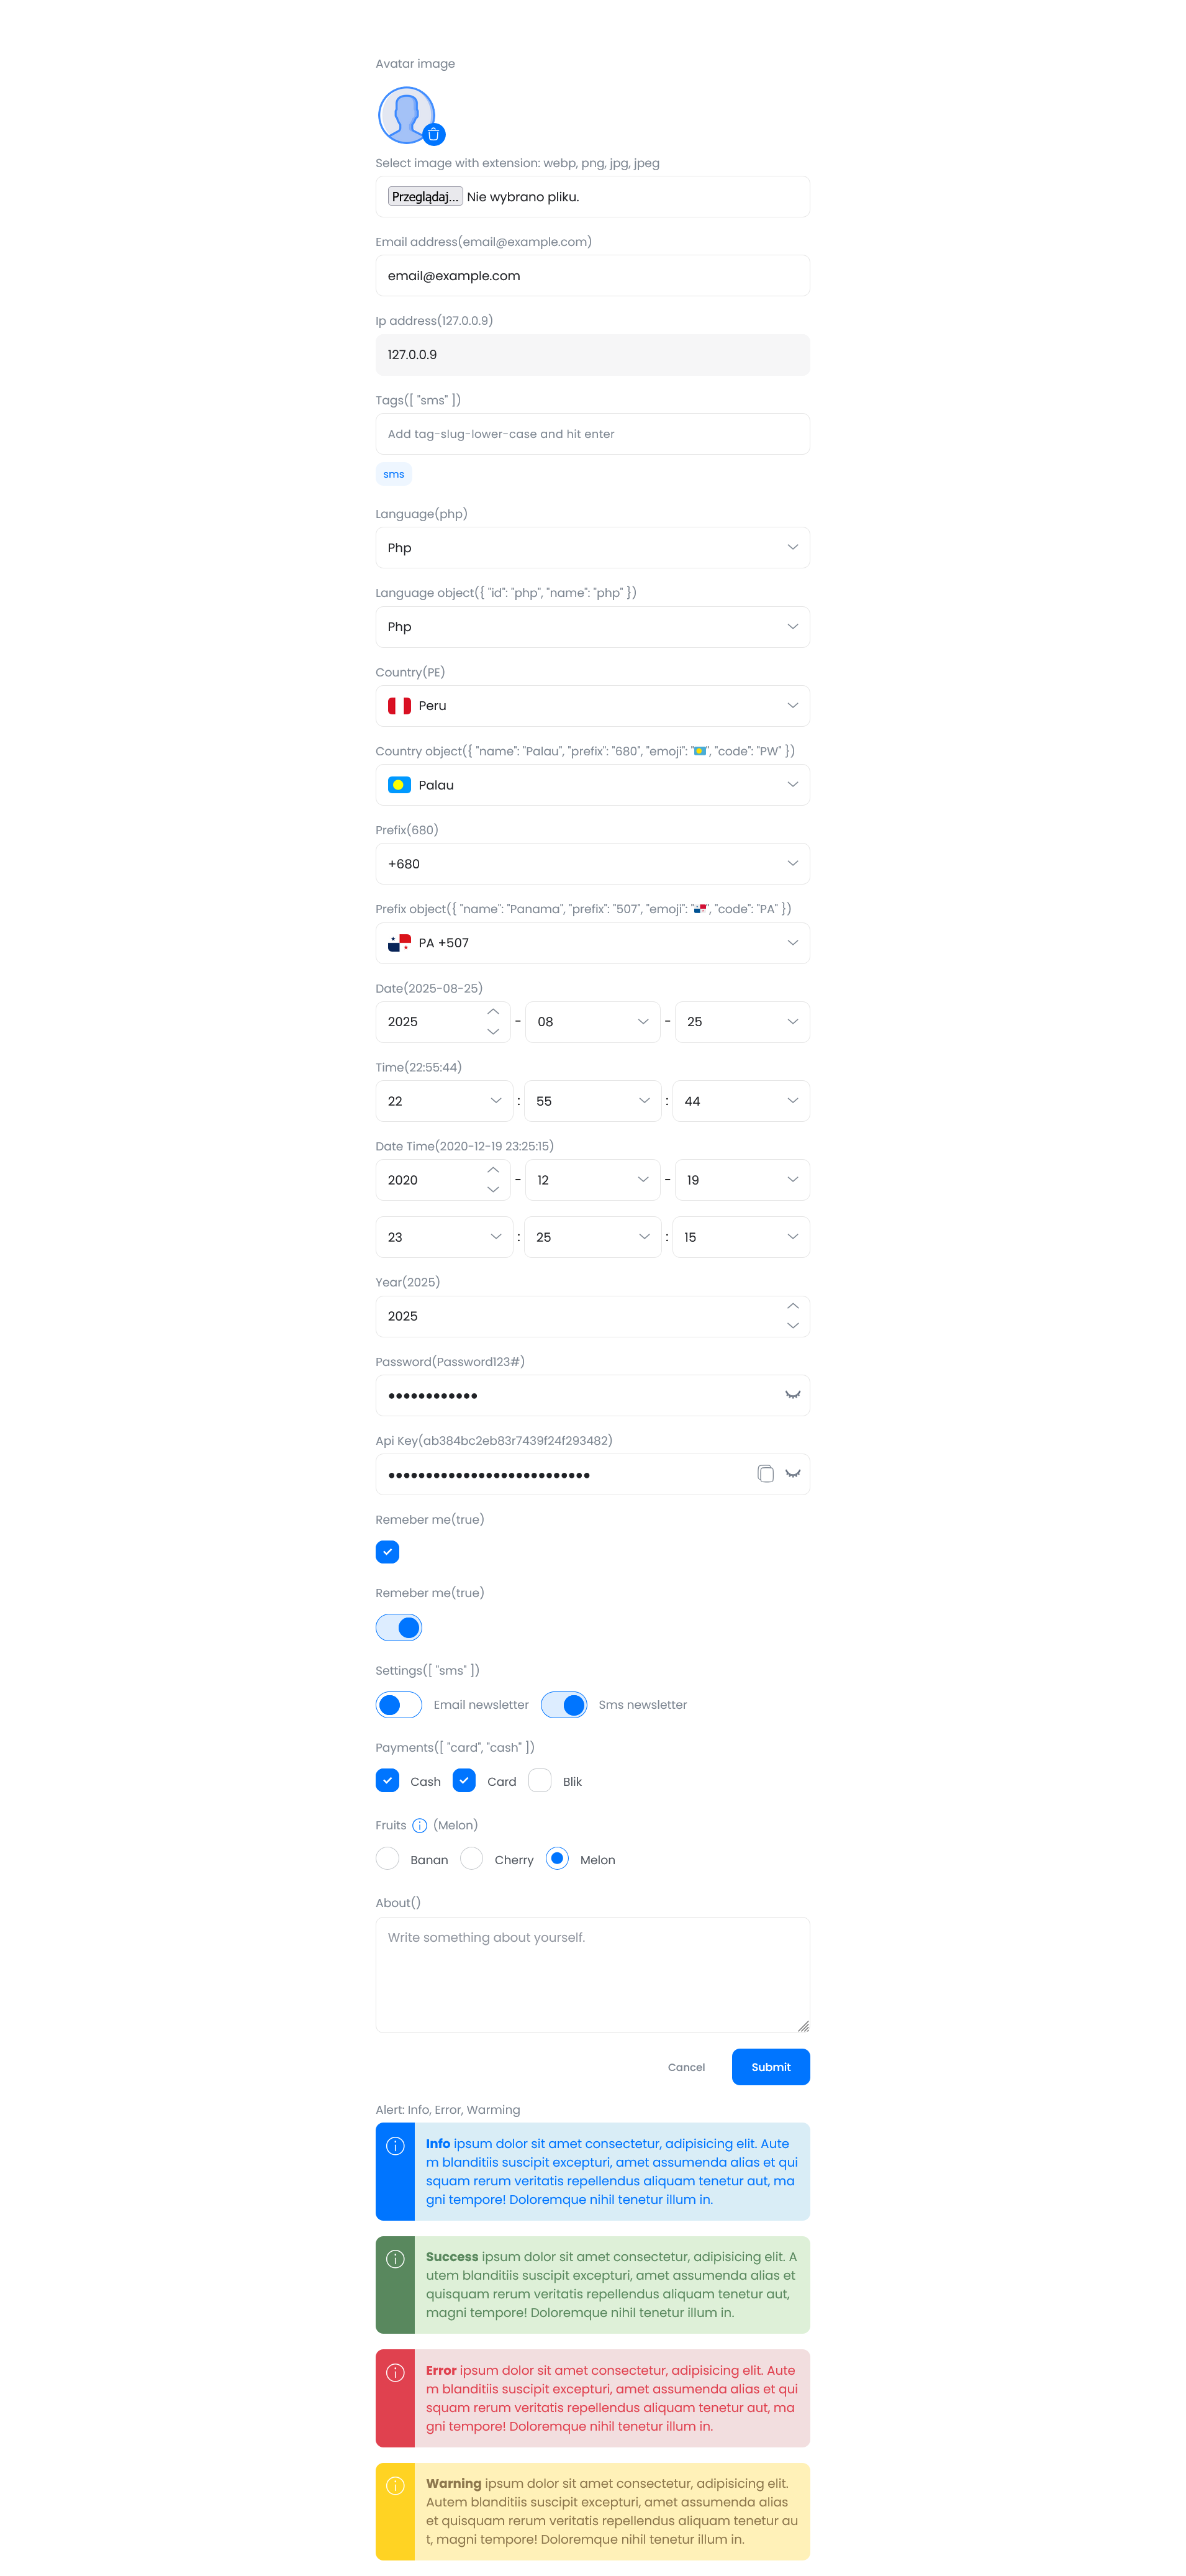 Avatar image
Select image with extension: webp, png, jpg, jpeg
Przeglądaj... Nie wybrano pliku.
Email address(email@example.com)
email@example.com
Ip address(127.0.0.9)
127.0.0.9
Tags([ "sms" ])
Add tag-slug-lower-case and hit enter
sms
Language(php)
Php
Language object({ "id": "php", "name": "php" })
Php
Country(PE)
Peru
Country object({ "name": "Palau", "prefix": "680", "emoji": "🇵🇼", "code": "PW" })
Palau
Prefix(680)
+680
Prefix object({ "name": "Panama", "prefix": "507", "emoji": "🇵🇦", "code": "PA" })
PA +507
Date(2025-08-25)
2025 - 08 - 25
Time(22:55:44)
22 : 55 : 44
Date Time(2020-12-19 23:25:15)
2020 - 12 - 19
23 : 25 : 15
Year(2025)
2025
Password(Password123#)
••••••••••••
Api Key(ab384bc2eb83r7439f24f293482)
•••••••••••••••••••••••••••
Remeber me(true)
Remeber me(true)
Settings([ "sms" ])
Email newsletter Sms newsletter
Payments([ "card", "cash" ])
Cash Card Blik
Fruits (Melon)
Banan Cherry Melon
About()
Write something about yourself.
Cancel Submit
Alert: Info, Error, Warming
Info ipsum dolor sit amet consectetur, adipisicing elit. Aute
m blanditiis suscipit excepturi, amet assumenda alias et qui
squam rerum veritatis repellendus aliquam tenetur aut, ma
gni tempore! Doloremque nihil tenetur illum in.
Success ipsum dolor sit amet consectetur, adipisicing elit. A
utem blanditiis suscipit excepturi, amet assumenda alias et
quisquam rerum veritatis repellendus aliquam tenetur aut,
magni tempore! Doloremque nihil tenetur illum in.
Error ipsum dolor sit amet consectetur, adipisicing elit. Aute
m blanditiis suscipit excepturi, amet assumenda alias et qui
squam rerum veritatis repellendus aliquam tenetur aut, ma
gni tempore! Doloremque nihil tenetur illum in.
Warning ipsum dolor sit amet consectetur, adipisicing elit.
Autem blanditiis suscipit excepturi, amet assumenda alias
et quisquam rerum veritatis repellendus aliquam tenetur au
t, magni tempore! Doloremque nihil tenetur illum in.